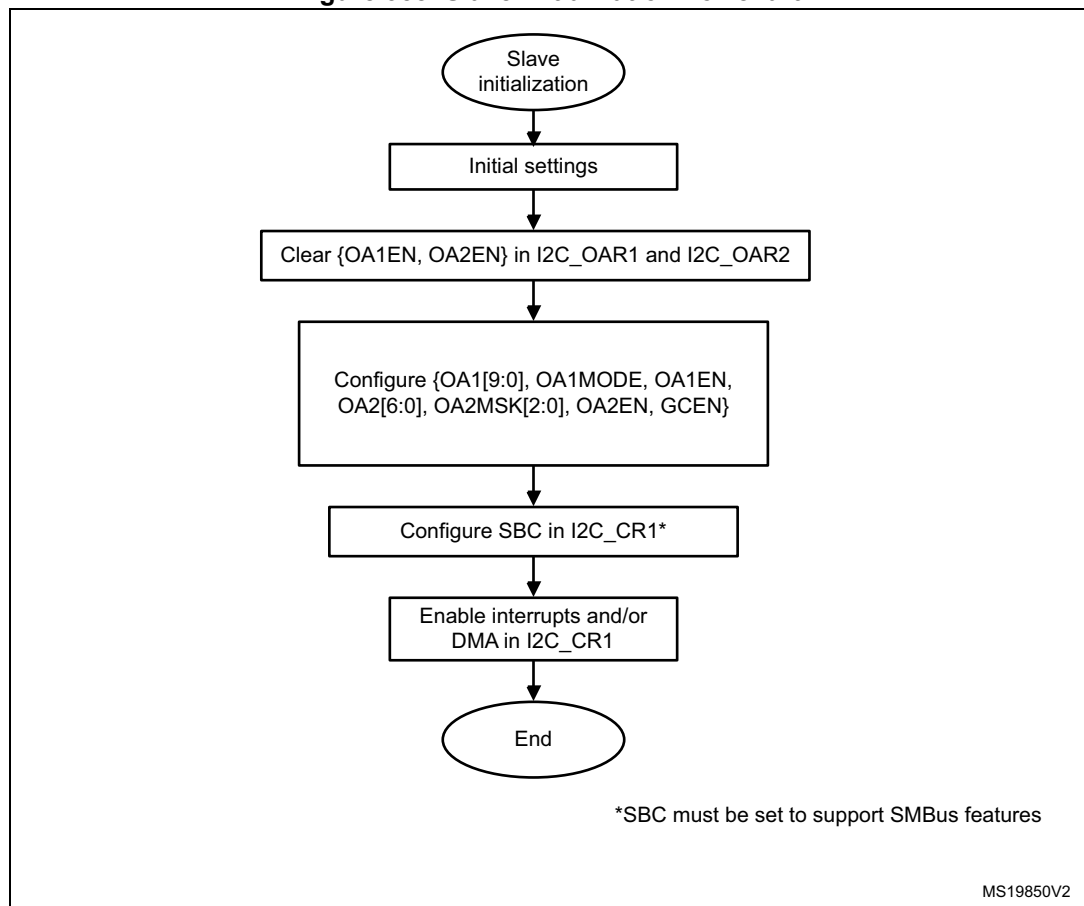 Slave
initialization
Initial settings
Clear {OA1EN, OA2EN} in I2C_OAR1 and I2C_OAR2
Configure {OA1[9:0], OA1MODE, OA1EN,
OA2[6:0], OA2MSK[2:0], OA2EN, GCEN}
Configure SBC in I2C_CR1*
Enable interrupts and/or
DMA in I2C_CR1
End
*SBC must be set to support SMBus features
MS19850V2